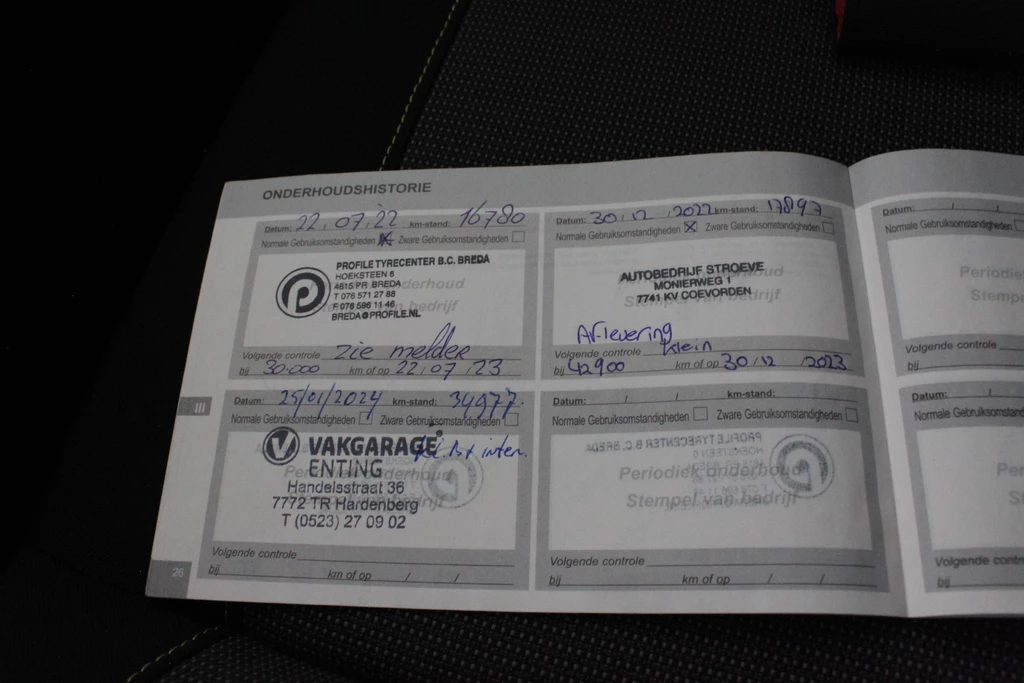 ONDERHOUDSHISTORIE
Datum: 22.07.'22 km-stand: 16780
Normale Gebruiksomstandigheden X Zware Gebruiksomstandigheden
PROFILE TYRECENTER B.C. BREDA
HOEKSTEEN 6
4815 PR BREDA
T 076 571 27 88
F 076 596 11 46
BREDA@PROFILE.NL
Volgende controle Zie melder
bij 30.000 km of op 22/07/23
Datum: 30/12/2022 km-stand: 17897
Normale Gebruiksomstandigheden X Zware Gebruiksomstandigheden
AUTOBEDRIJF STROEVE
MONIERWEG 1
7741 KV COEVORDEN
Aflevering
Volgende controle Klein
bij 42900 km of op 30/12/2023
III
Datum: 25/01/2024 km-stand: 34977
Normale Gebruiksomstandigheden Zware Gebruiksomstandigheden
VAKGARAGE
ENTING
Handelsstraat 36
7772 TR Hardenberg
T (0523) 27 09 02
Volgende controle
bij km of op / /
Datum: / / km-stand:
Normale Gebruiksomstandigheden Zware Gebruiksomstandigheden
Periodiek onderhoud
Stempel van bedrijf
Volgende controle
bij km of op / /
26
Datum: / /
Normale Gebruiksomstandigheden
Periodie
Stempe
Volgende controle
bij
Datum: / /
Normale Gebruiksomstandigheden
Pe
Ste
Volgende controle
bij